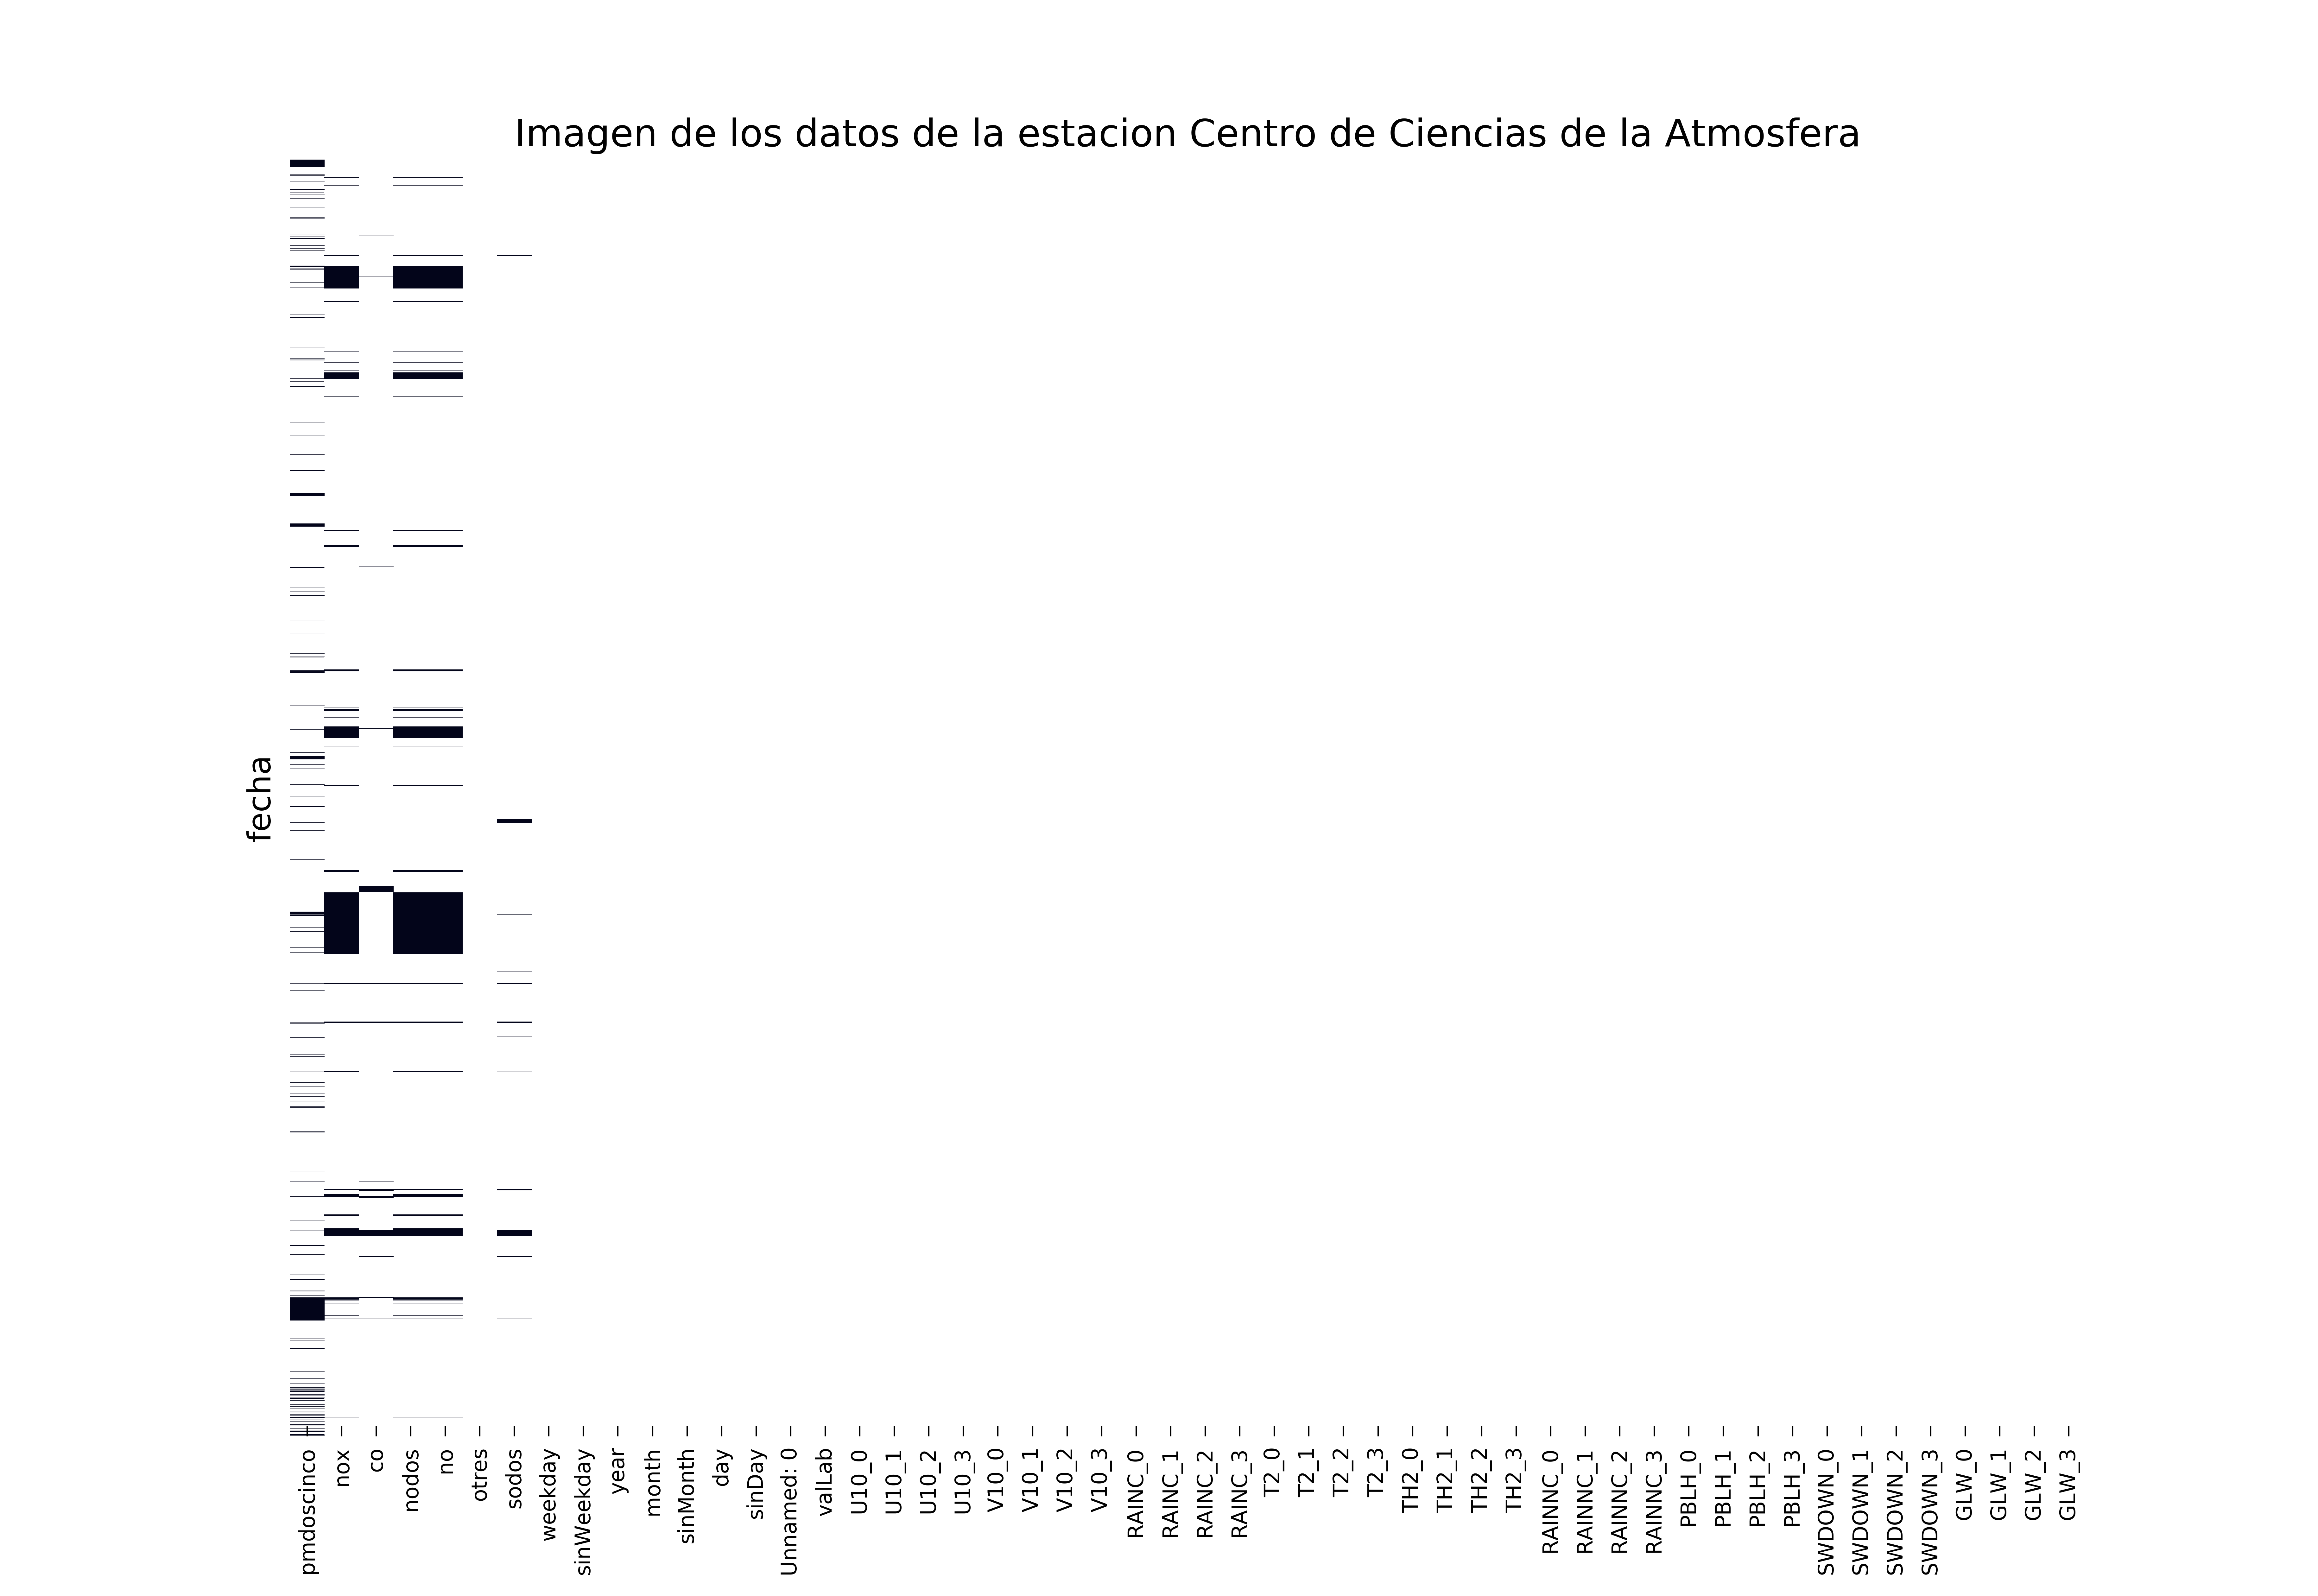 Imagen de los datos de la estacion Centro de Ciencias de la Atmosfera
fecha
pmdoscinco
nox
co
nodos
no
otres
sodos
weekday
sinWeekday
year
month
sinMonth
day
sinDay
Unnamed: 0
valLab
U10_0
U10_1
U10_2
U10_3
V10_0
V10_1
V10_2
V10_3
RAINC_0
RAINC_1
RAINC_2
RAINC_3
T2_0
T2_1
T2_2
T2_3
TH2_0
TH2_1
TH2_2
TH2_3
RAINNC_0
RAINNC_1
RAINNC_2
RAINNC_3
PBLH_0
PBLH_1
PBLH_2
PBLH_3
SWDOWN_0
SWDOWN_1
SWDOWN_2
SWDOWN_3
GLW_0
GLW_1
GLW_2
GLW_3